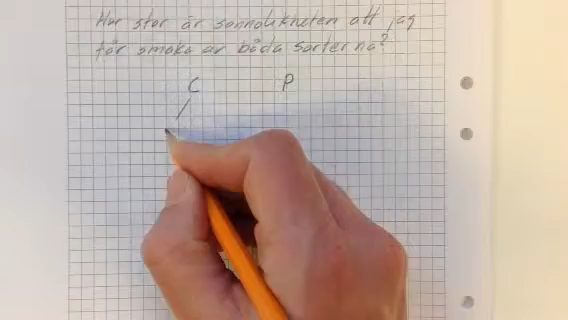 Hur stor är sannolikheten att jag
får smaka av båda sorterna?
C P